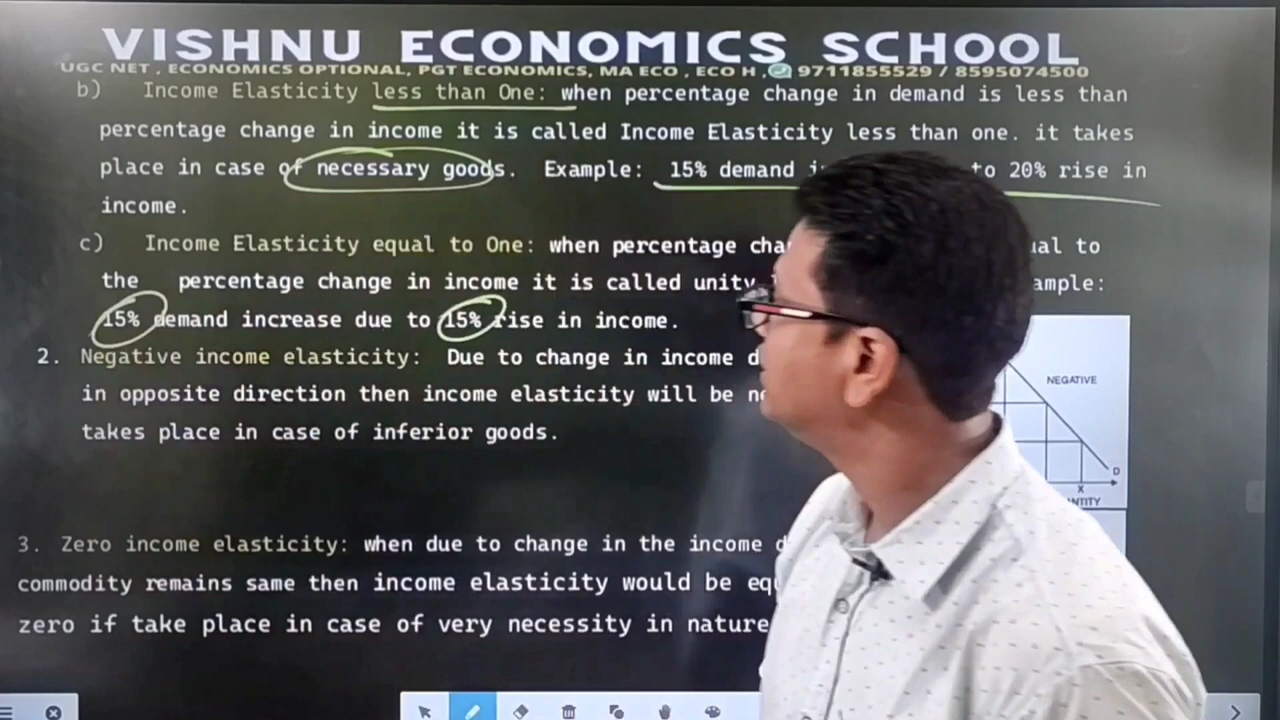 VISHNU ECONOMICS SCHOOL
UGC NET , ECONOMICS OPTIONAL, PGT ECONOMICS, MA ECO , ECO H , 9711855529 / 8595074500
b) Income Elasticity less than One: when percentage change in demand is less than
percentage change in income it is called Income Elasticity less than one. it takes
place in case of necessary goods. Example: 15% demand to 20% rise in
income.
c) Income Elasticity equal to One: when percentage to
the percentage change in income it is called unity
15% demand increase due to 15% rise in income.
2. Negative income elasticity: Due to change in income
in opposite direction then income elasticity will be
takes place in case of inferior goods.
NEGATIVE
D
X
3. Zero income elasticity: when due to change in the income
commodity remains same then income elasticity would be
zero if take place in case of very necessity in nature